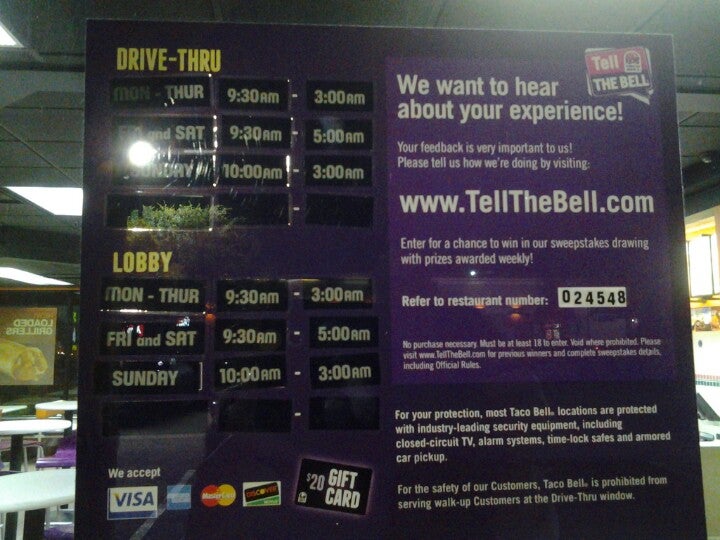 DRIVE-THRU
MON - THUR 9:30AM - 3:00AM
FRI and SAT 9:30AM - 5:00AM
SUNDAY 10:00AM - 3:00AM
-
LOBBY
MON - THUR 9:30AM - 3:00AM
FRI and SAT 9:30AM - 5:00AM
SUNDAY 10:00AM - 3:00AM
-
We accept
VISA
MasterCard
DISCOVER
$20 GIFT
CARD
Tell
THE BELL
We want to hear
about your experience!
Your feedback is very important to us!
Please tell us how we're doing by visiting:
www.TellTheBell.com
Enter for a chance to win in our sweepstakes drawing
with prizes awarded weekly!
Refer to restaurant number: 024548
No purchase necessary. Must be at least 18 to enter. Void where prohibited. Please
visit www.TellTheBell.com for previous winners and complete sweepstakes details,
including Official Rules.
For your protection, most Taco Bell® locations are protected
with industry-leading security equipment, including
closed-circuit TV, alarm systems, time-lock safes and armored
car pickup.
For the safety of our Customers, Taco Bell® is prohibited from
serving walk-up Customers at the Drive-Thru window.
LOADED
GRILLERS